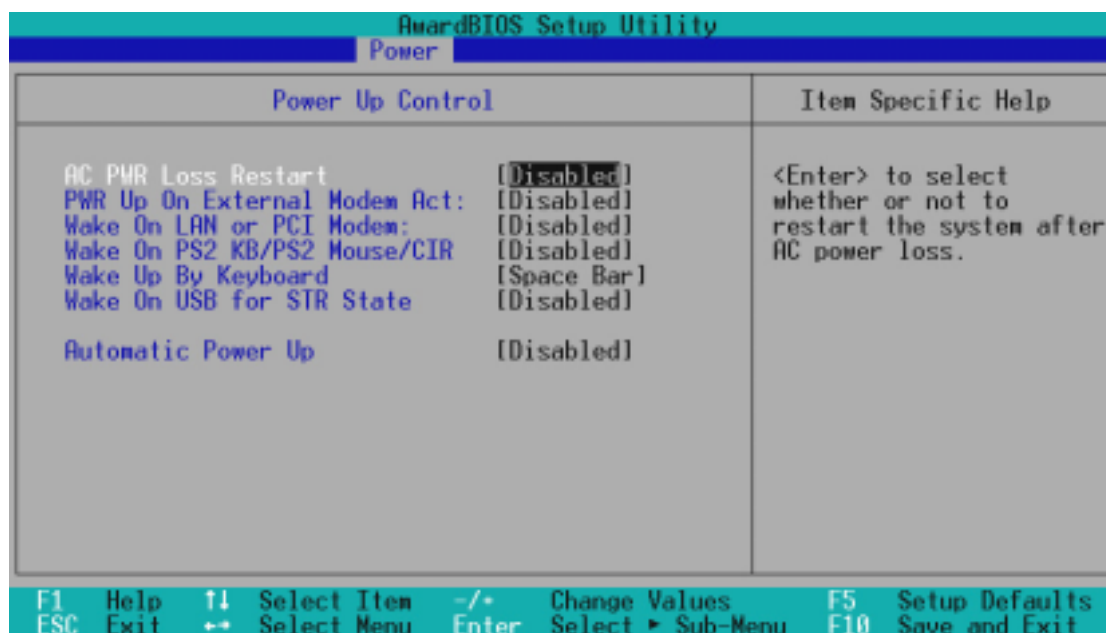 AwardBIOS Setup Utility
Power
Power Up Control
Item Specific Help
AC PWR Loss Restart [Disabled]
PWR Up On External Modem Act: [Disabled]
Wake On LAN or PCI Modem: [Disabled]
Wake On PS2 KB/PS2 Mouse/CIR [Disabled]
Wake Up By Keyboard [Space Bar]
Wake On USB for STR State [Disabled]
Automatic Power Up [Disabled]
<Enter> to select
whether or not to
restart the system after
AC power loss.
F1 Help ↑↓ Select Item -/+ Change Values F5 Setup Defaults
ESC Exit ←→ Select Menu Enter Select ► Sub-Menu F10 Save and Exit